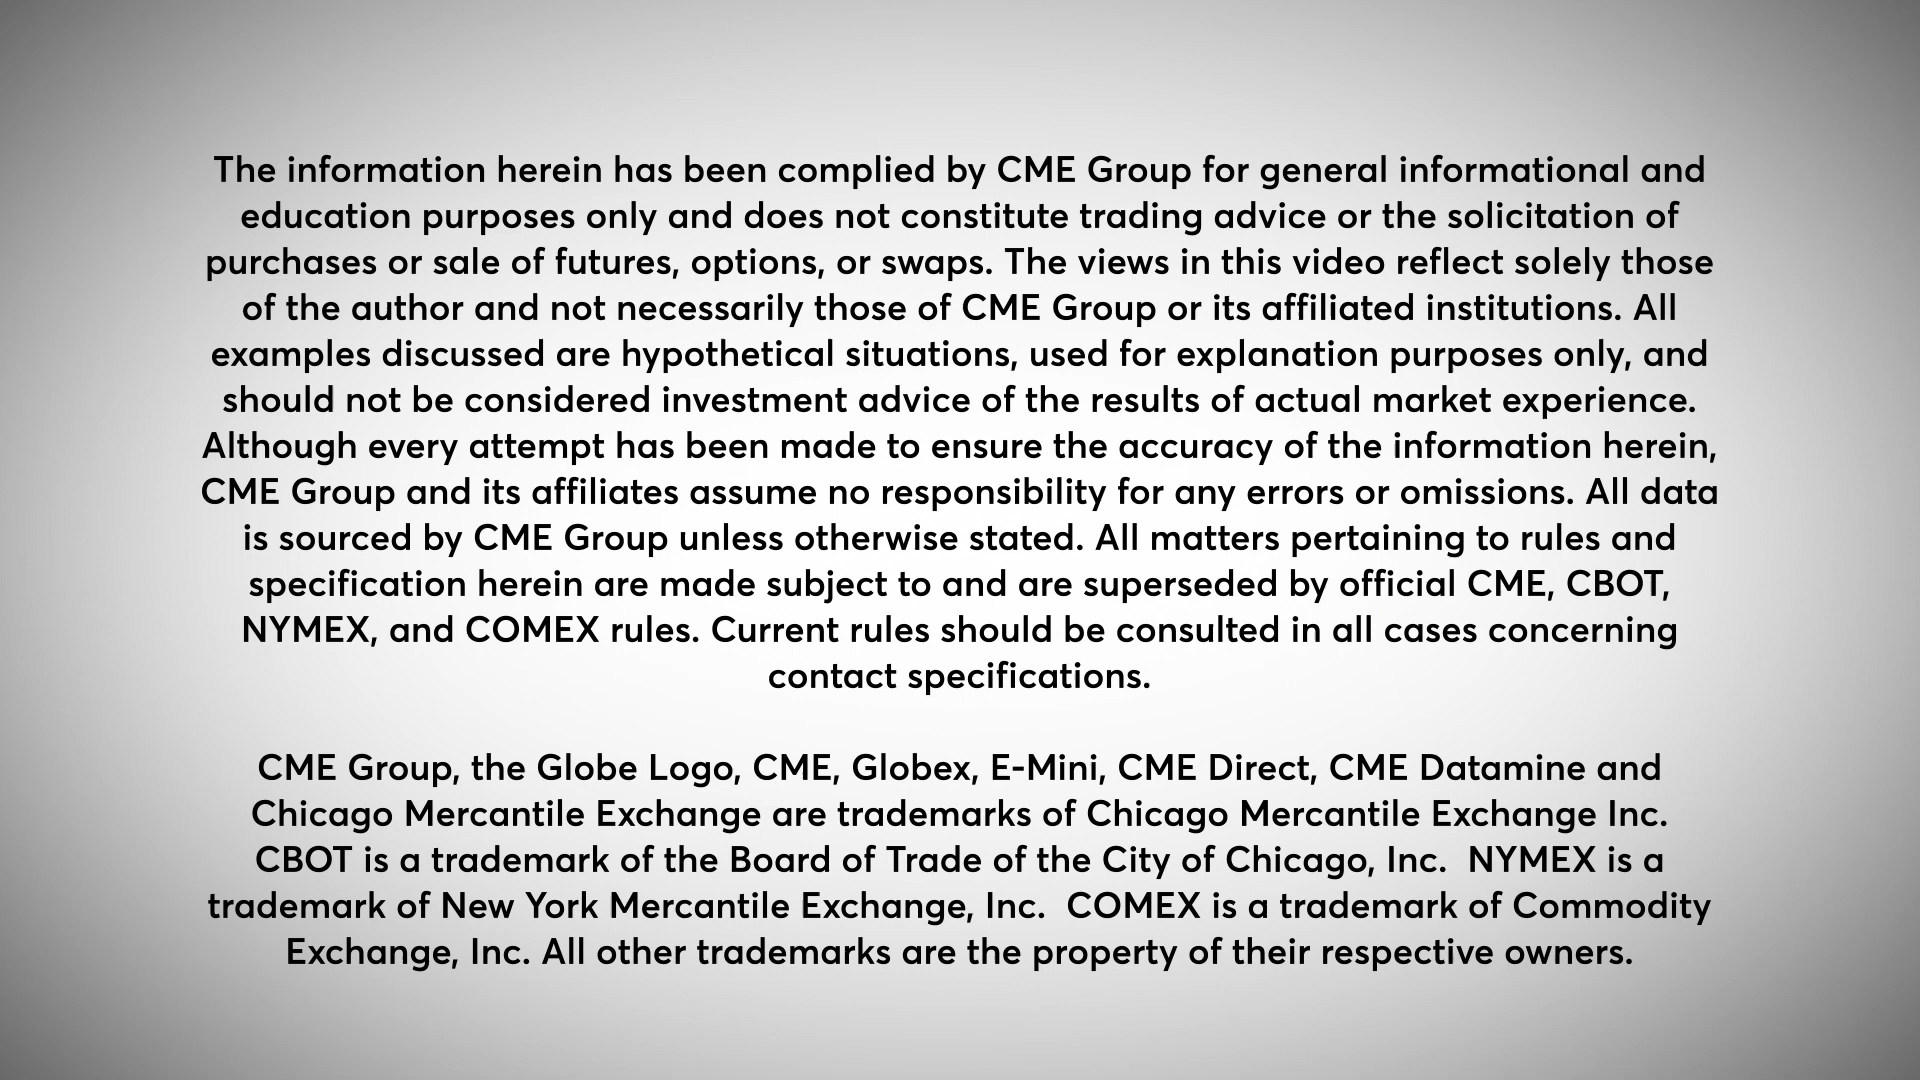 The information herein has been complied by CME Group for general informational and
education purposes only and does not constitute trading advice or the solicitation of
purchases or sale of futures, options, or swaps. The views in this video reflect solely those
of the author and not necessarily those of CME Group or its affiliated institutions. All
examples discussed are hypothetical situations, used for explanation purposes only, and
should not be considered investment advice of the results of actual market experience.
Although every attempt has been made to ensure the accuracy of the information herein,
CME Group and its affiliates assume no responsibility for any errors or omissions. All data
is sourced by CME Group unless otherwise stated. All matters pertaining to rules and
specification herein are made subject to and are superseded by official CME, CBOT,
NYMEX, and COMEX rules. Current rules should be consulted in all cases concerning
contact specifications.
CME Group, the Globe Logo, CME, Globex, E-Mini, CME Direct, CME Datamine and
Chicago Mercantile Exchange are trademarks of Chicago Mercantile Exchange Inc.
CBOT is a trademark of the Board of Trade of the City of Chicago, Inc.  NYMEX is a
trademark of New York Mercantile Exchange, Inc.  COMEX is a trademark of Commodity
Exchange, Inc. All other trademarks are the property of their respective owners.